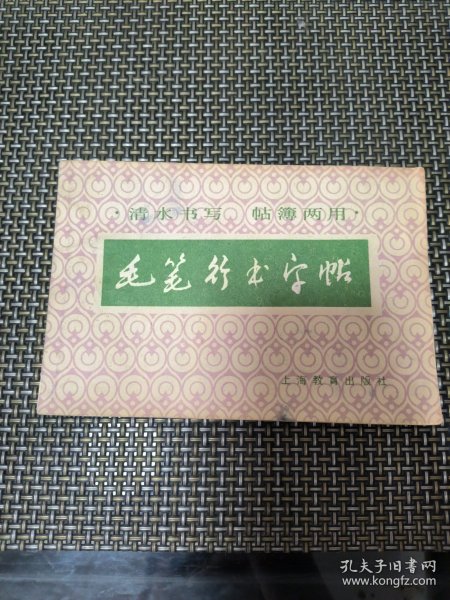 ·清水书写 帖簿两用·
毛笔行书字帖
上海教育出版社
孔夫子旧书网
www.kongfz.com